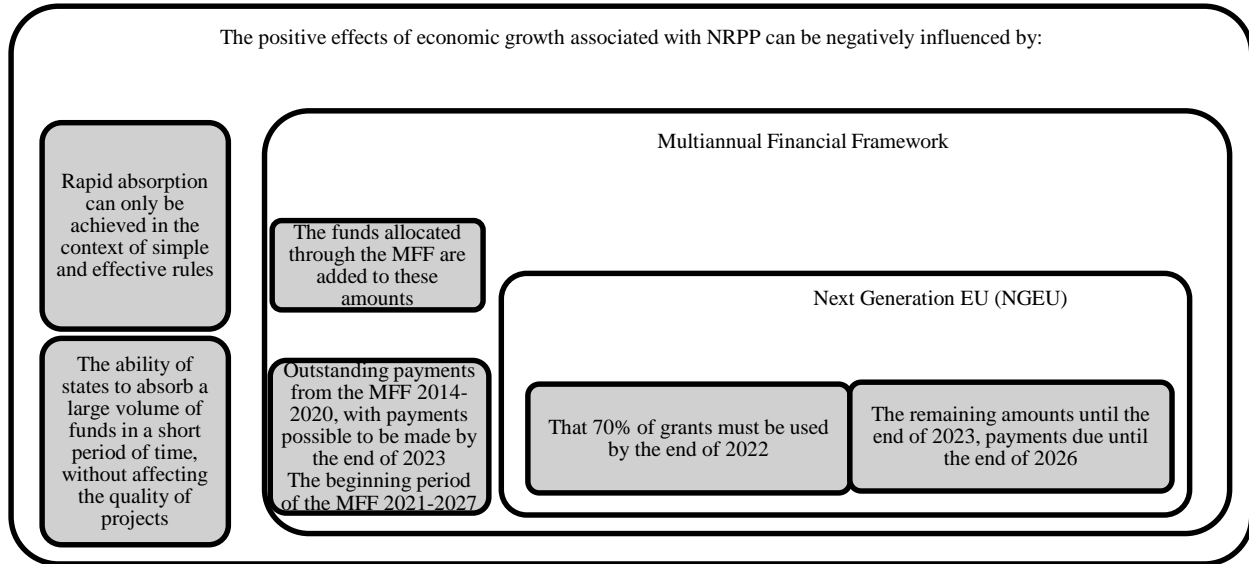 The positive effects of economic growth associated with NRPP can be negatively influenced by:
Rapid absorption
can only be
achieved in the
context of simple
and effective rules
The ability of
states to absorb a
large volume of
funds in a short
period of time,
without affecting
the quality of
projects
Multiannual Financial Framework
The funds allocated
through the MFF are
added to these
amounts
Outstanding payments
from the MFF 2014-
2020, with payments
possible to be made by
the end of 2023
The beginning period
of the MFF 2021-2027
Next Generation EU (NGEU)
That 70% of grants must be used
by the end of 2022
The remaining amounts until the
end of 2023, payments due until
the end of 2026